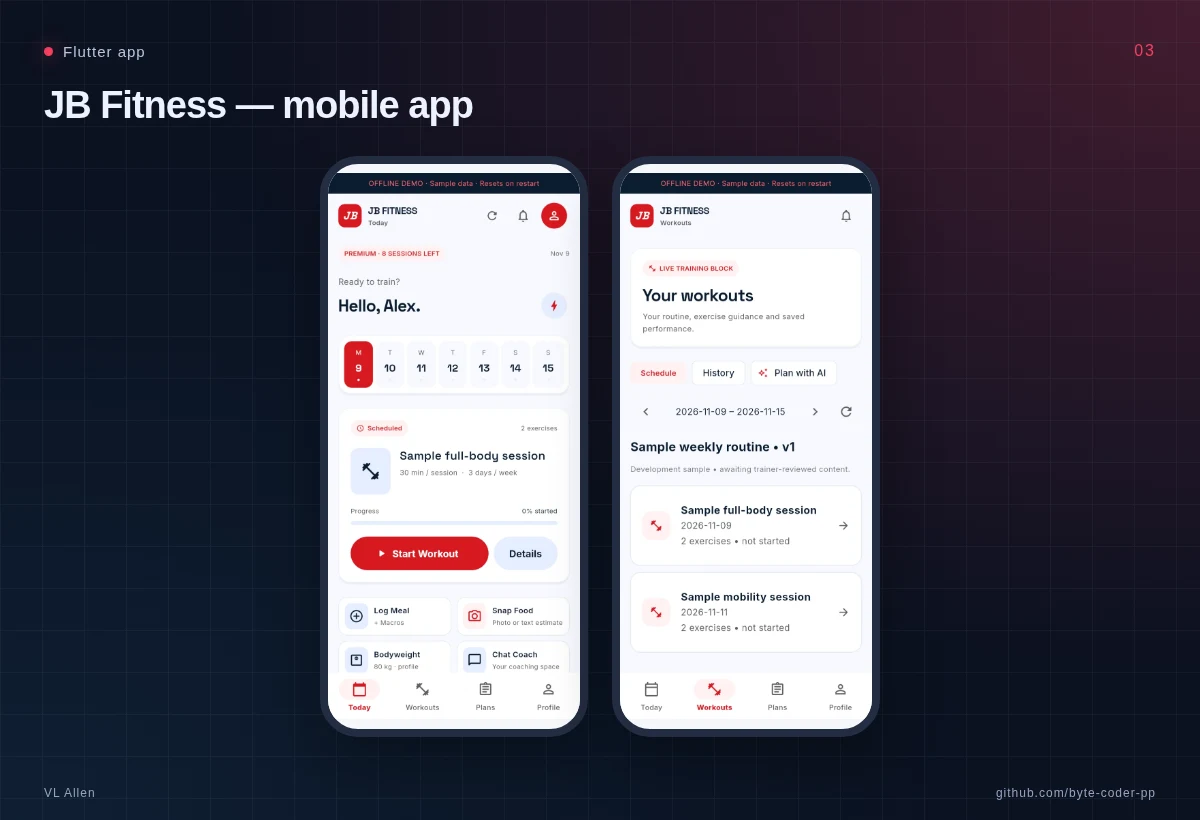 Flutter app
03
JB Fitness — mobile app
OFFLINE DEMO · Sample data · Resets on restart
JB
JB FITNESS
Today
PREMIUM · 8 SESSIONS LEFT
Nov 9
Ready to train?
Hello, Alex.
M T W T F S S
9 10 11 12 13 14 15
Scheduled
2 exercises
Sample full-body session
30 min / session · 3 days / week
Progress
0% started
Start Workout
Details
Log Meal
+ Macros
Snap Food
Photo or text estimate
Bodyweight
80 kg · profile
Chat Coach
Your coaching space
Today
Workouts
Plans
Profile
OFFLINE DEMO · Sample data · Resets on restart
JB
JB FITNESS
Workouts
LIVE TRAINING BLOCK
Your workouts
Your routine, exercise guidance and saved
performance.
Schedule
History
Plan with AI
2026-11-09 – 2026-11-15
Sample weekly routine • v1
Development sample • awaiting trainer-reviewed content.
Sample full-body session
2026-11-09
2 exercises • not started
Sample mobility session
2026-11-11
2 exercises • not started
Today
Workouts
Plans
Profile
VL Allen
github.com/byte-coder-pp